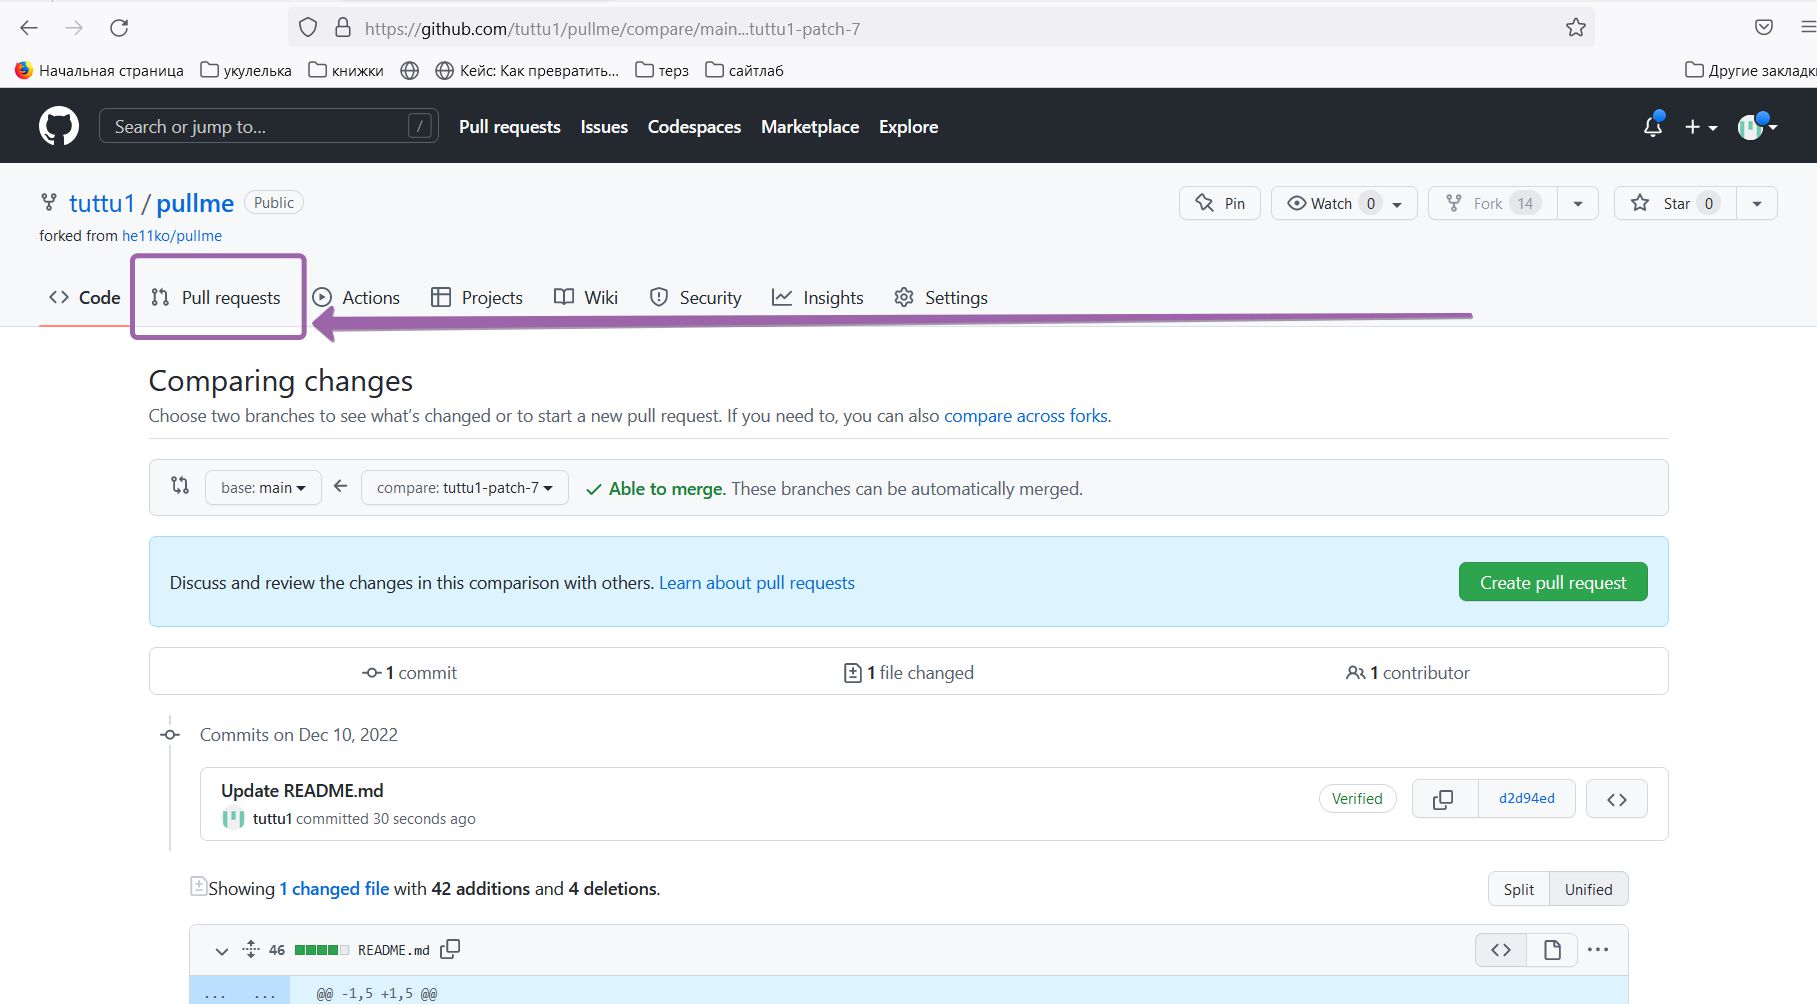 https://github.com/tuttu1/pullme/compare/main...tuttu1-patch-7
Начальная страница укулелька книжки Кейс: Как превратить... терз сайтлаб Другие закладки
Search or jump to... / Pull requests Issues Codespaces Marketplace Explore
tuttu1 / pullme Public Pin Watch 0 Fork 14 Star 0
forked from he11ko/pullme
Code Pull requests Actions Projects Wiki Security Insights Settings
Comparing changes
Choose two branches to see what’s changed or to start a new pull request. If you need to, you can also compare across forks.
base: main compare: tuttu1-patch-7 Able to merge. These branches can be automatically merged.
Discuss and review the changes in this comparison with others. Learn about pull requests Create pull request
1 commit 1 file changed 1 contributor
Commits on Dec 10, 2022
Update README.md
tuttu1 committed 30 seconds ago Verified d2d94ed
Showing 1 changed file with 42 additions and 4 deletions. Split Unified
46 README.md
... ... @@ -1,5 +1,5 @@